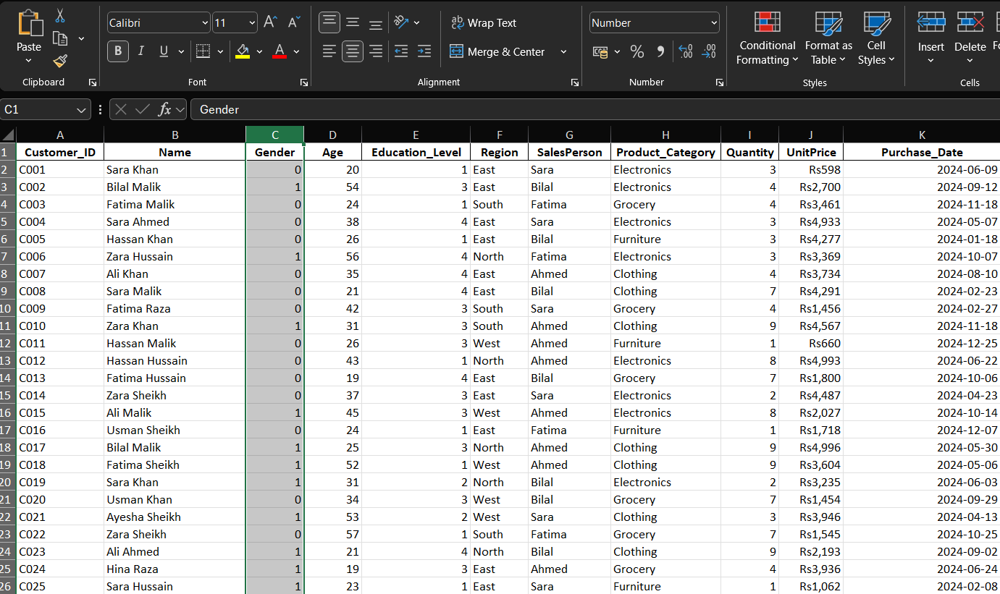 Calibri 11 Wrap Text Number
Paste B I U A Merge & Center % Conditional Formatting Format as Table Cell Styles Insert Delete
Clipboard Font Alignment Number Styles Cells
C1 fx Gender
A B C D E F G H I J K
1 Customer_ID Name Gender Age Education_Level Region SalesPerson Product_Category Quantity UnitPrice Purchase_Date
2 C001 Sara Khan 0 20 1 East Sara Electronics 3 Rs598 2024-06-09
3 C002 Bilal Malik 1 54 3 East Bilal Electronics 4 Rs2,700 2024-09-12
4 C003 Fatima Malik 0 24 1 South Fatima Grocery 4 Rs3,461 2024-11-18
5 C004 Sara Ahmed 0 38 4 East Sara Electronics 3 Rs4,933 2024-05-07
6 C005 Hassan Khan 0 26 1 East Bilal Furniture 3 Rs4,277 2024-01-18
7 C006 Zara Hussain 1 56 4 North Fatima Electronics 3 Rs3,369 2024-10-07
8 C007 Ali Khan 0 35 4 East Ahmed Clothing 4 Rs3,734 2024-08-10
9 C008 Sara Malik 0 21 4 East Bilal Clothing 7 Rs4,291 2024-02-23
10 C009 Fatima Raza 0 42 3 South Sara Grocery 4 Rs1,456 2024-02-27
11 C010 Zara Khan 1 31 3 South Ahmed Clothing 9 Rs4,567 2024-11-18
12 C011 Hassan Malik 0 26 3 West Ahmed Furniture 1 Rs660 2024-12-25
13 C012 Hassan Hussain 0 43 1 North Ahmed Electronics 8 Rs4,993 2024-06-22
14 C013 Fatima Hussain 0 19 4 East Bilal Grocery 7 Rs1,800 2024-10-06
15 C014 Zara Sheikh 0 37 3 East Sara Electronics 2 Rs4,487 2024-04-23
16 C015 Ali Malik 1 45 3 West Ahmed Electronics 8 Rs2,027 2024-10-14
17 C016 Usman Sheikh 0 24 1 East Fatima Furniture 1 Rs1,718 2024-12-07
18 C017 Bilal Malik 1 25 3 North Ahmed Clothing 9 Rs4,996 2024-05-30
19 C018 Fatima Sheikh 1 52 1 West Ahmed Clothing 9 Rs3,604 2024-05-06
20 C019 Sara Khan 1 31 2 North Bilal Electronics 2 Rs3,235 2024-06-03
21 C020 Usman Khan 0 34 3 West Bilal Grocery 7 Rs1,454 2024-09-29
22 C021 Ayesha Sheikh 1 53 2 West Sara Clothing 3 Rs3,946 2024-04-13
23 C022 Zara Sheikh 0 57 1 South Fatima Grocery 7 Rs1,545 2024-10-25
24 C023 Ali Ahmed 1 21 4 North Bilal Clothing 9 Rs2,193 2024-09-02
25 C024 Hina Raza 1 19 3 East Ahmed Grocery 4 Rs3,936 2024-06-24
26 C025 Sara Hussain 1 23 1 East Sara Furniture 1 Rs1,062 2024-02-08